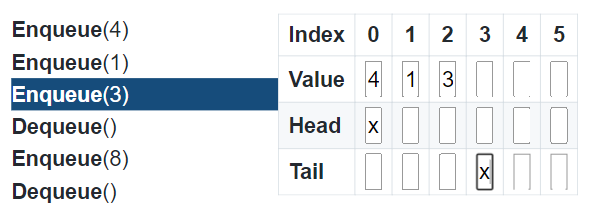 Enqueue(4)
Enqueue(1)
Enqueue(3)
Dequeue()
Enqueue(8)
Dequeue()
Index 0 1 2 3 4 5
Value 4 1 3
Head x
Tail x